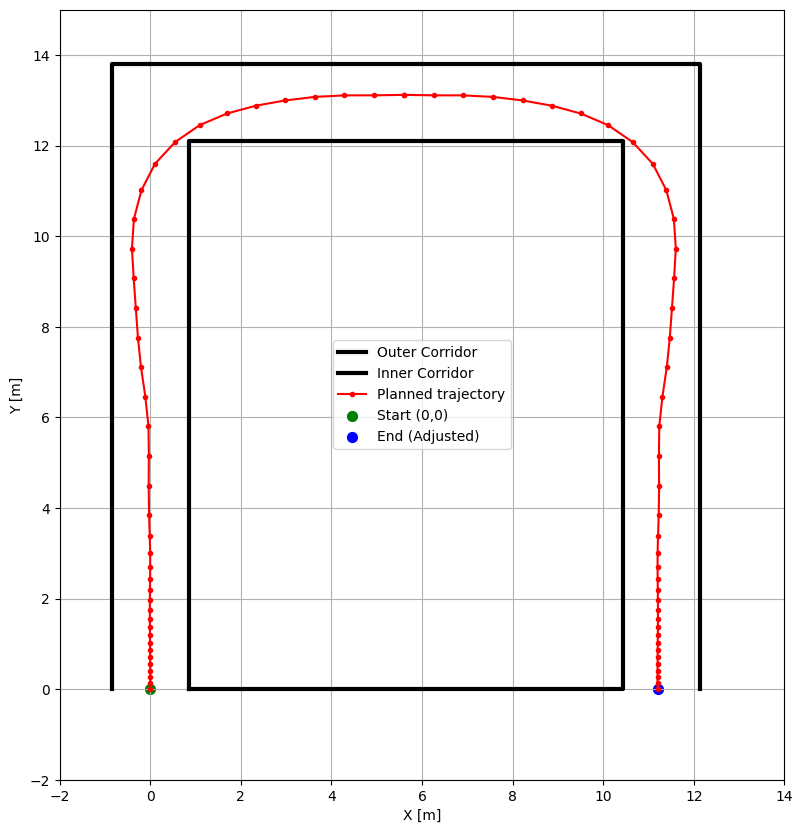 14
12
10
8
6
4
2
0
−2
Y [m]
Outer Corridor
Inner Corridor
Planned trajectory
Start (0,0)
End (Adjusted)
−2 0 2 4 6 8 10 12 14
X [m]